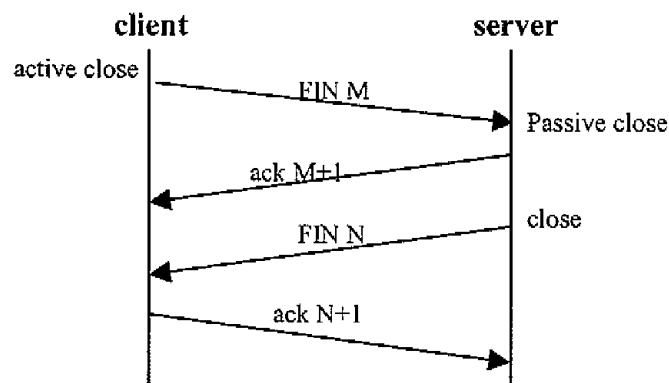 client
server
active close
FIN M
Passive close
ack M+1
close
FIN N
ack N+1